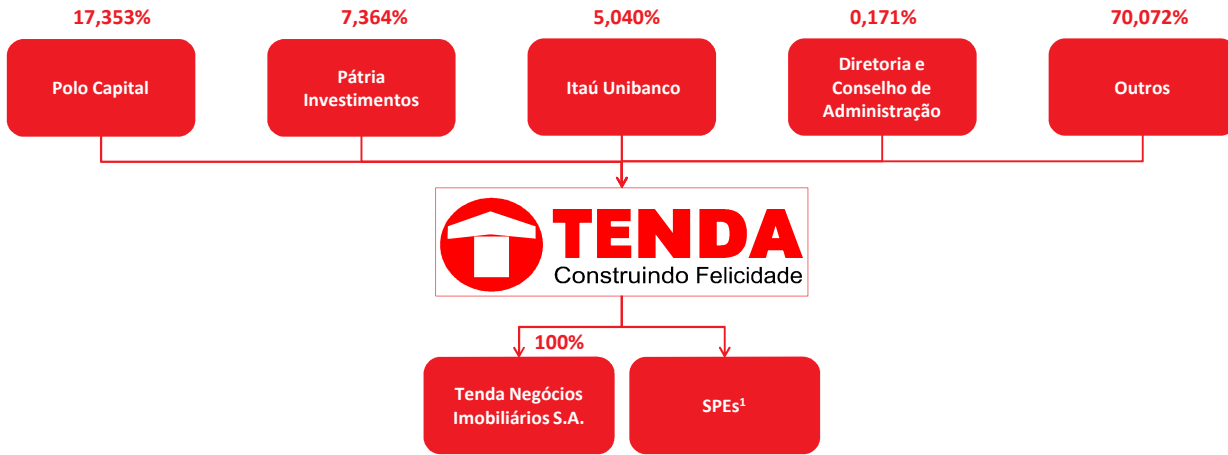 17,353%
7,364%
5,040%
0,171%
70,072%
Polo Capital
Pátria
Investimentos
Itaú Unibanco
Diretoria e
Conselho de
Administração
Outros
TENDA
Construindo Felicidade
100%
Tenda Negócios
Imobiliários S.A.
SPEs¹